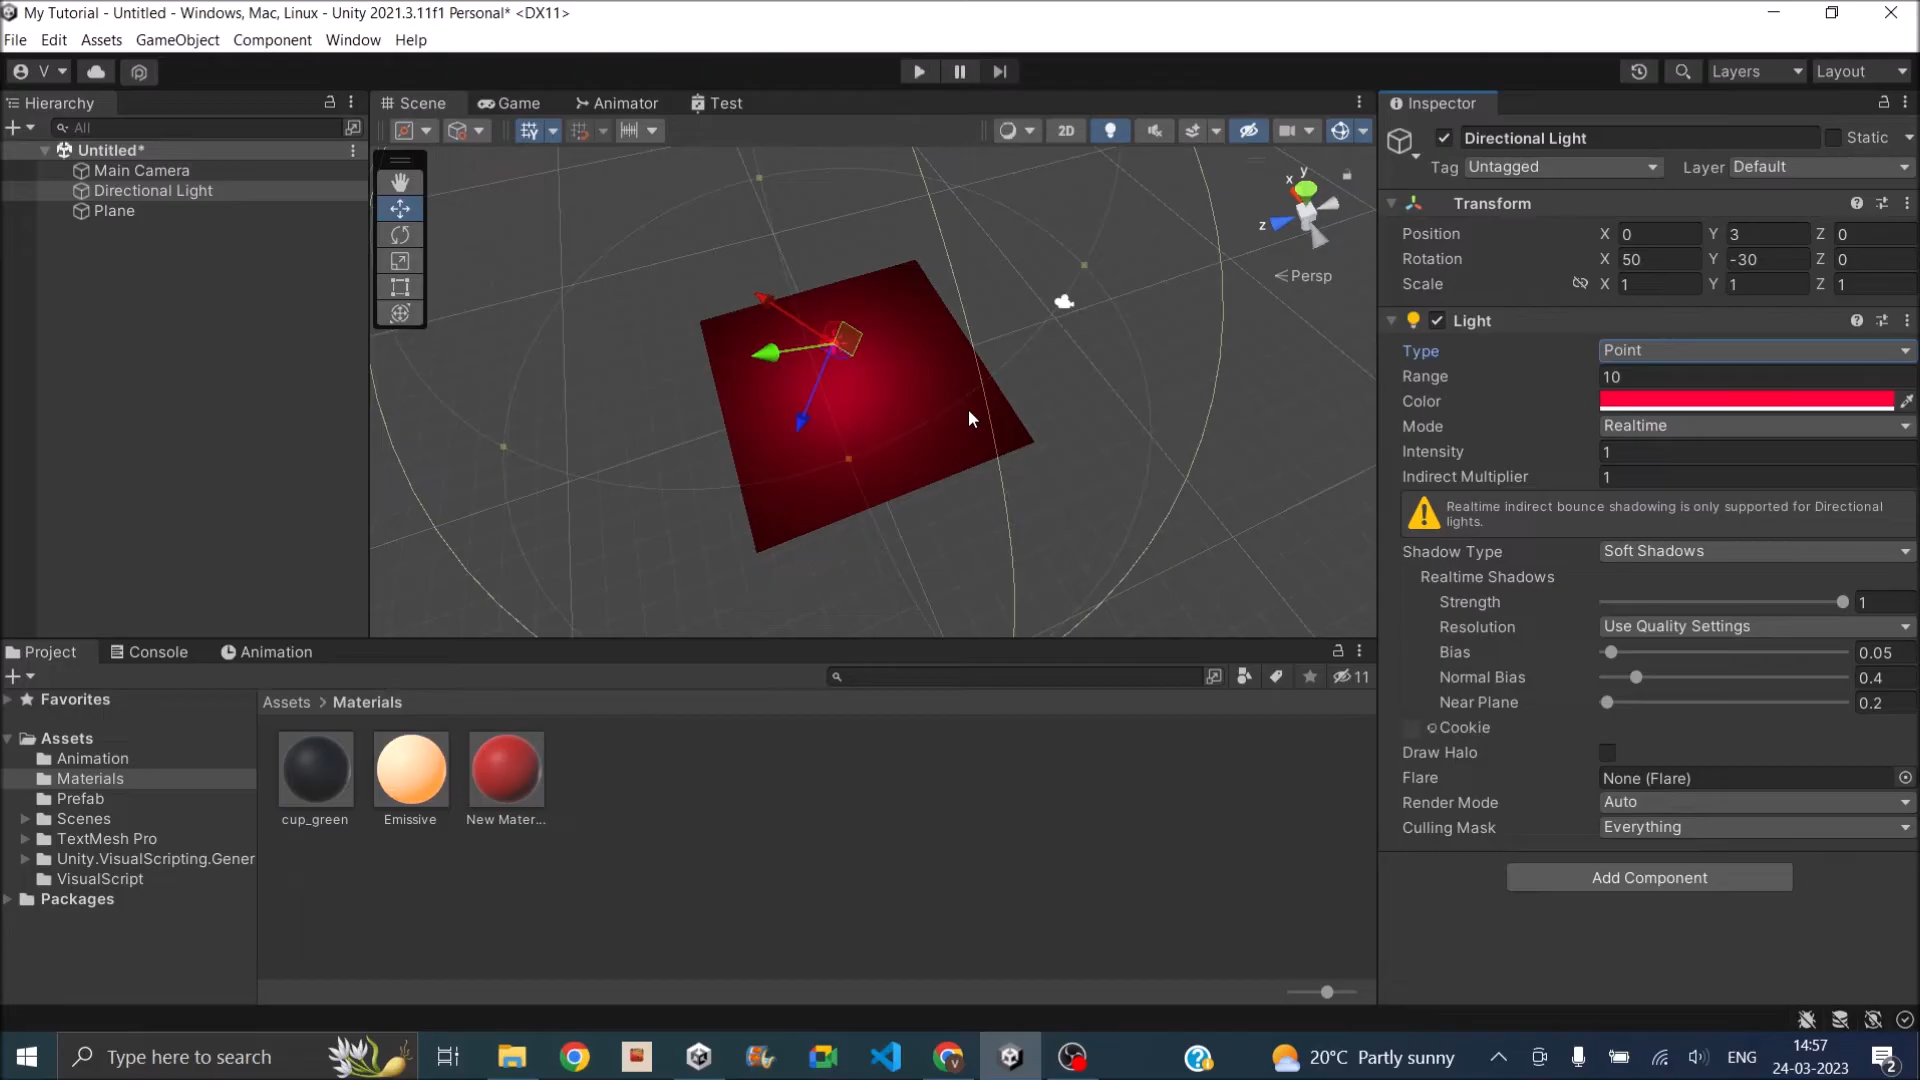 My Tutorial - Untitled - Windows, Mac, Linux - Unity 2021.3.11f1 Personal* <DX11>
File Edit Assets GameObject Component Window Help
V Layers Layout
Hierarchy Scene Game Animator Test Inspector
All 2D Directional Light Static
Untitled*
Main Camera
Directional Light
Plane
Persp
x y z
Tag Untagged Layer Default
Transform
Position X 0 Y 3 Z 0
Rotation X 50 Y -30 Z 0
Scale X 1 Y 1 Z 1
Light
Type Point
Range 10
Color
Mode Realtime
Intensity 1
Indirect Multiplier 1
Realtime indirect bounce shadowing is only supported for Directional
lights.
Shadow Type Soft Shadows
Realtime Shadows
Strength 1
Resolution Use Quality Settings
Bias 0.05
Normal Bias 0.4
Near Plane 0.2
Cookie
Draw Halo
Flare None (Flare)
Render Mode Auto
Culling Mask Everything
Add Component
Project Console Animation
11
Favorites
Assets
Animation
Materials
Prefab
Scenes
TextMesh Pro
Unity.VisualScripting.Gener
VisualScript
Packages
Assets > Materials
cup_green Emissive New Mater...
Type here to search
20°C Partly sunny
ENG
14:57
24-03-2023
2